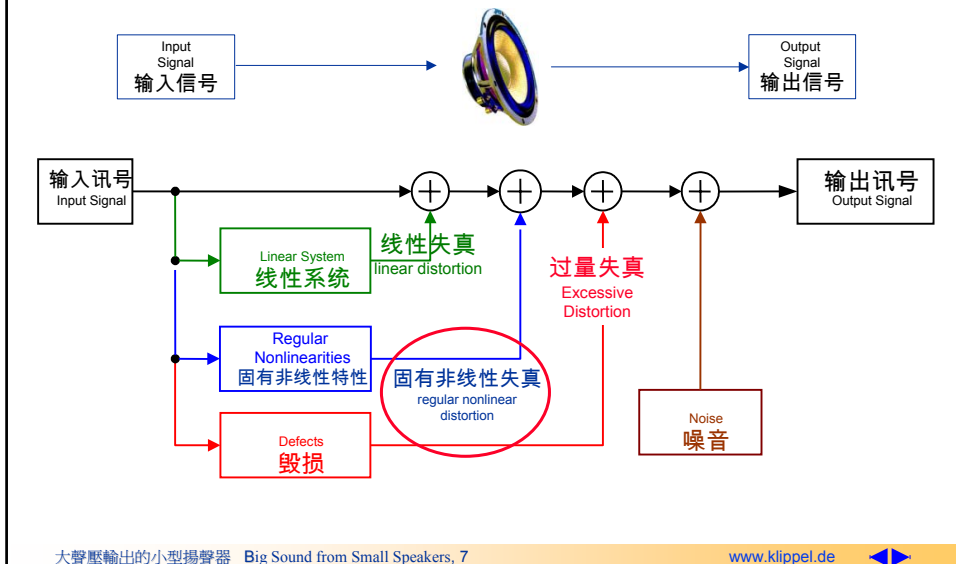 Input
Signal
输入信号
Output
Signal
输出信号
输入讯号
Input Signal
输出讯号
Output Signal
Linear System
线性系统
线性失真
linear distortion
过量失真
Excessive
Distortion
Regular
Nonlinearities
固有非线性特性
固有非线性失真
regular nonlinear
distortion
Defects
毁损
Noise
噪音
大聲壓輸出的小型揚聲器 Big Sound from Small Speakers, 7
www.klippel.de